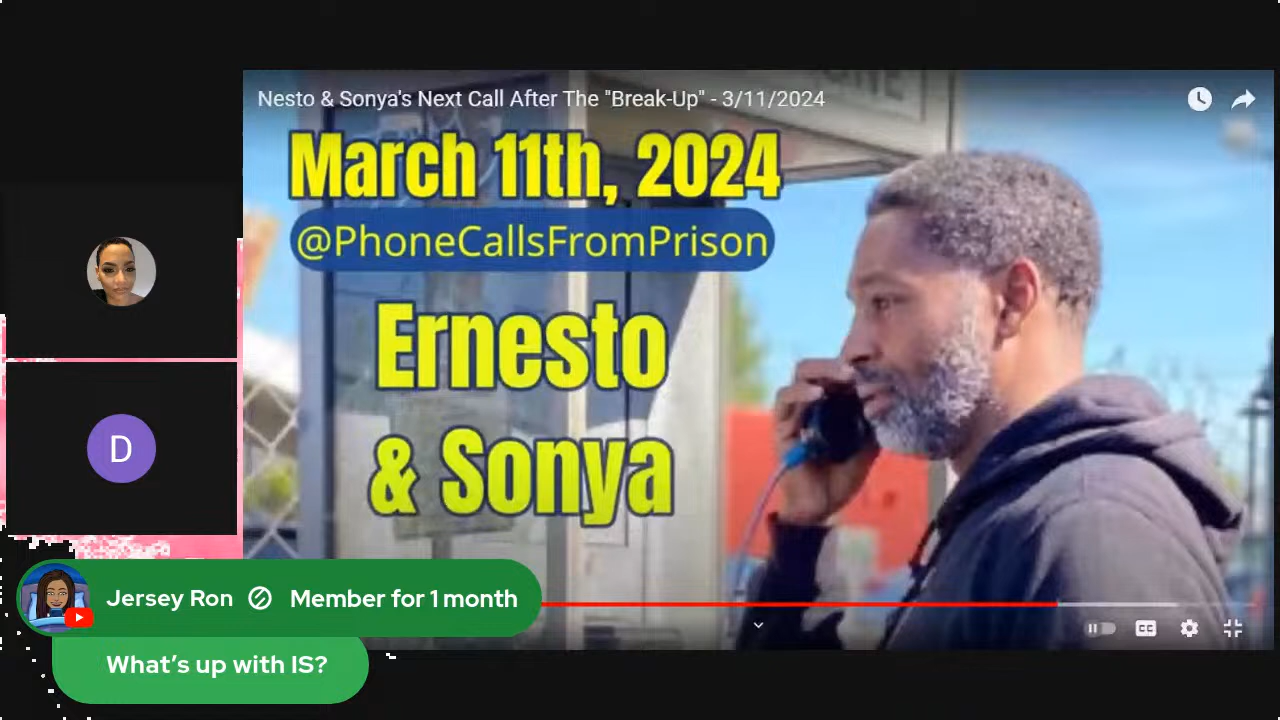 Nesto & Sonya's Next Call After The "Break-Up" - 3/11/2024
March 11th, 2024
@PhoneCallsFromPrison
Ernesto
& Sonya
D
Jersey Ron Member for 1 month
What's up with IS?
CC